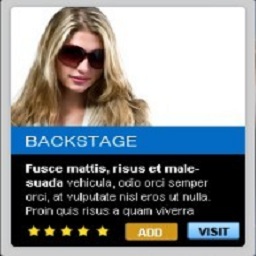 BACKSTAGE
Fusce mattis, risus et male-
suada vehicula, odio orci semper
orci, at vulputate nisl eros ut nulla.
Proin quis risus a quam viverra
ADD VISIT